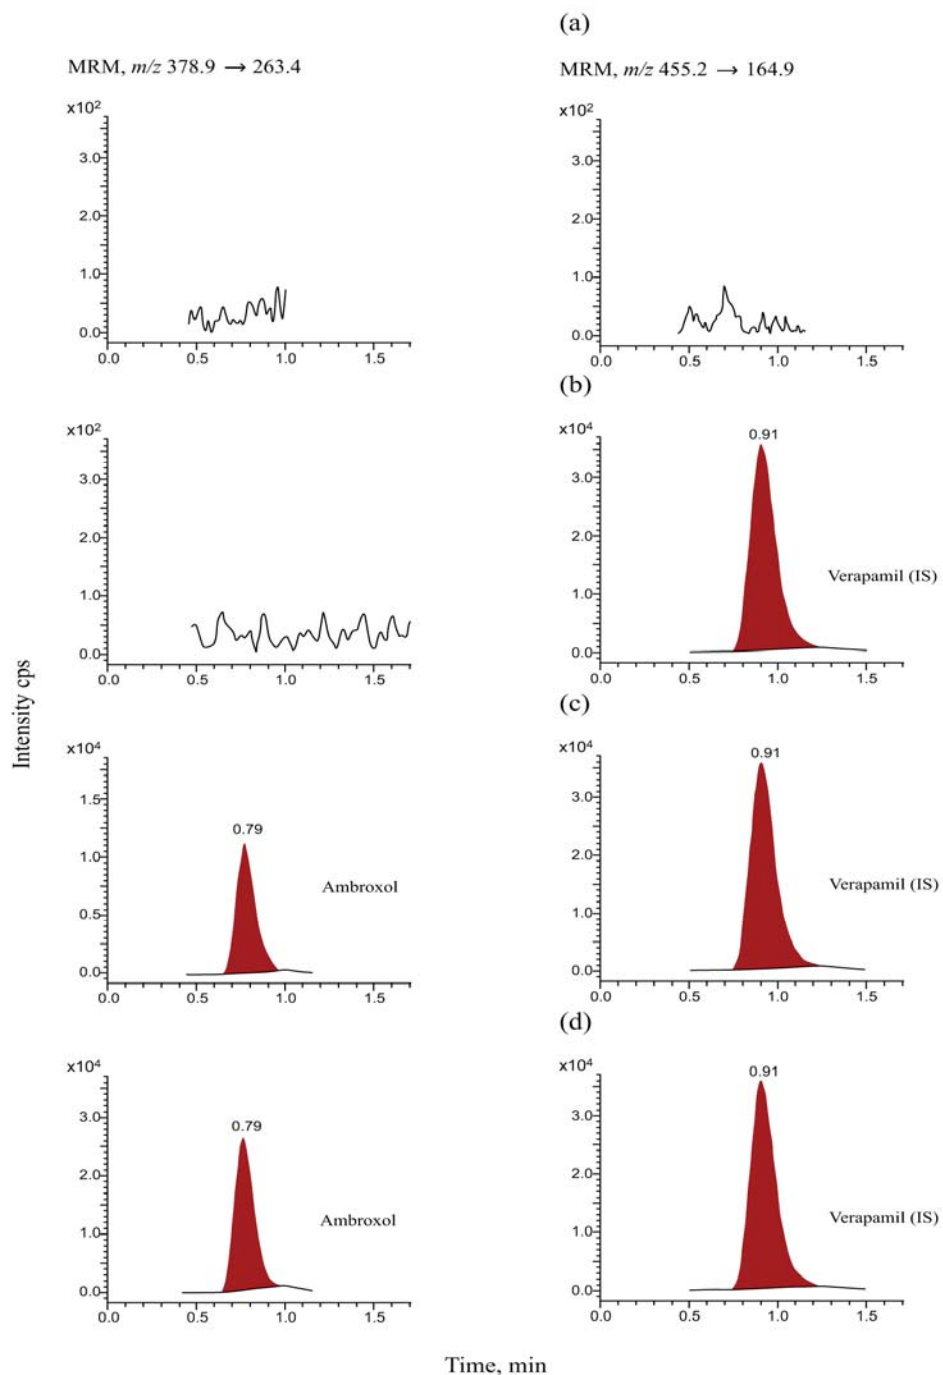 (a)
MRM, m/z 378.9 → 263.4
MRM, m/z 455.2 → 164.9
x10²
3.0
2.0
1.0
0.0
0.0 0.5 1.0 1.5
x10²
3.0
2.0
1.0
0.0
0.0 0.5 1.0 1.5
(b)
x10²
3.0
2.0
1.0
0.0
0.0 0.5 1.0 1.5
x10⁴
0.91
3.0
2.0
1.0
0.0
Verapamil (IS)
0.0 0.5 1.0 1.5
(c)
x10⁴
1.5
0.79
1.0
Ambroxol
0.5
0.0
0.0 0.5 1.0 1.5
x10⁴
0.91
3.0
2.0
Verapamil (IS)
1.0
0.0
0.0 0.5 1.0 1.5
(d)
x10⁴
3.0
0.79
2.0
Ambroxol
1.0
0.0
0.0 0.5 1.0 1.5
x10⁴
0.91
3.0
2.0
Verapamil (IS)
1.0
0.0
0.0 0.5 1.0 1.5
Intensity cps
Time, min